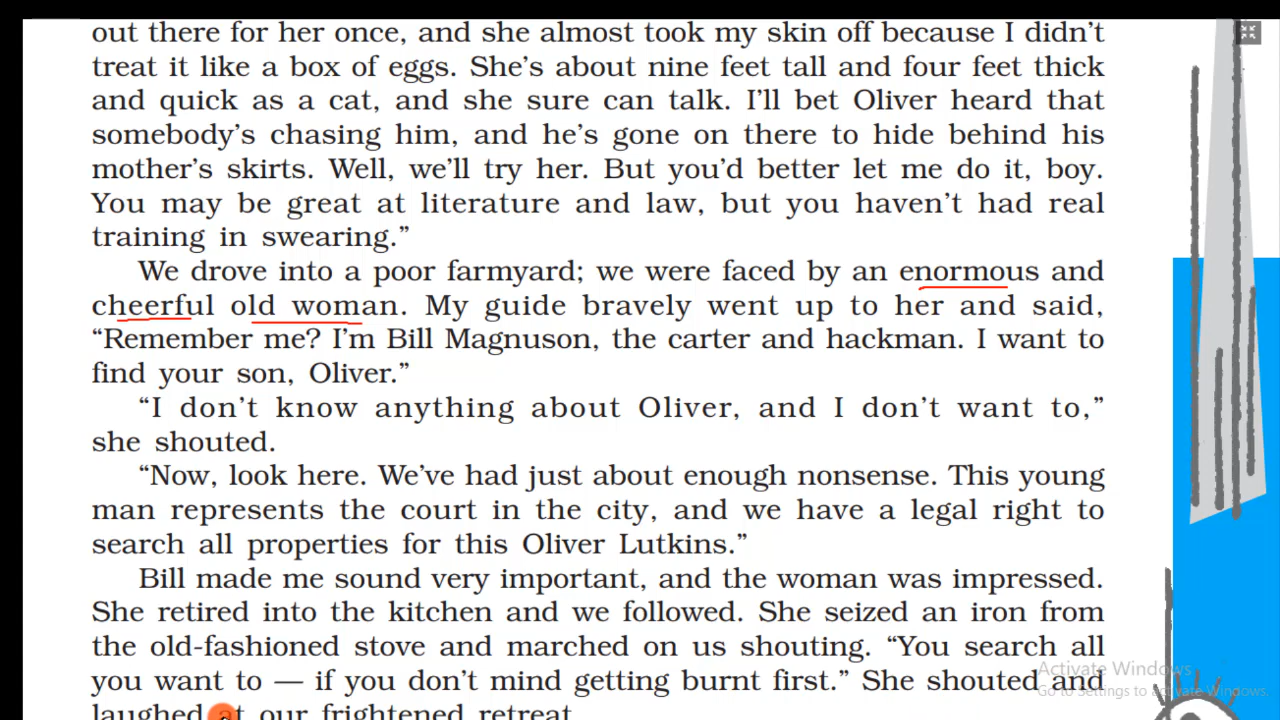 out there for her once, and she almost took my skin off because I didn’t
treat it like a box of eggs. She’s about nine feet tall and four feet thick
and quick as a cat, and she sure can talk. I’ll bet Oliver heard that
somebody’s chasing him, and he’s gone on there to hide behind his
mother’s skirts. Well, we’ll try her. But you’d better let me do it, boy.
You may be great at literature and law, but you haven’t had real
training in swearing.”
We drove into a poor farmyard; we were faced by an enormous and
cheerful old woman. My guide bravely went up to her and said,
“Remember me? I’m Bill Magnuson, the carter and hackman. I want to
find your son, Oliver.”
“I don’t know anything about Oliver, and I don’t want to,”
she shouted.
“Now, look here. We’ve had just about enough nonsense. This young
man represents the court in the city, and we have a legal right to
search all properties for this Oliver Lutkins.”
Bill made me sound very important, and the woman was impressed.
She retired into the kitchen and we followed. She seized an iron from
the old-fashioned stove and marched on us shouting. “You search all
you want to — if you don’t mind getting burnt first.” She shouted and
laughed at our frightened retreat.
Activate Windows
Go to Settings to activate Windows.